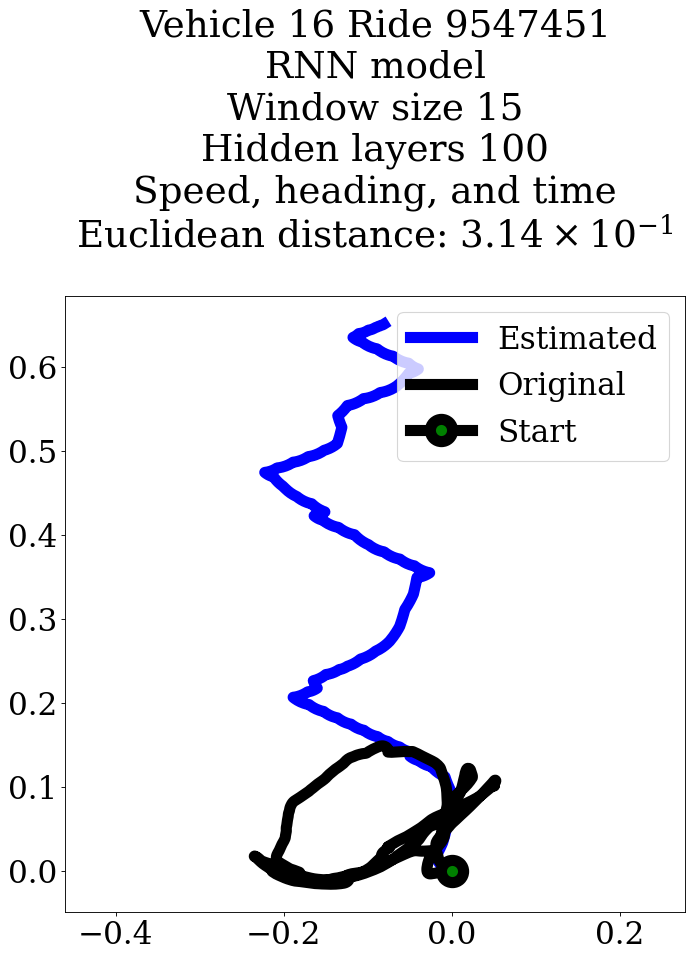 Vehicle 16 Ride 9547451
RNN model
Window size 15
Hidden layers 100
Speed, heading, and time
Euclidean distance: 3.14 × 10⁻¹
Estimated
Original
Start
0.6
0.5
0.4
0.3
0.2
0.1
0.0
−0.4 −0.2 0.0 0.2